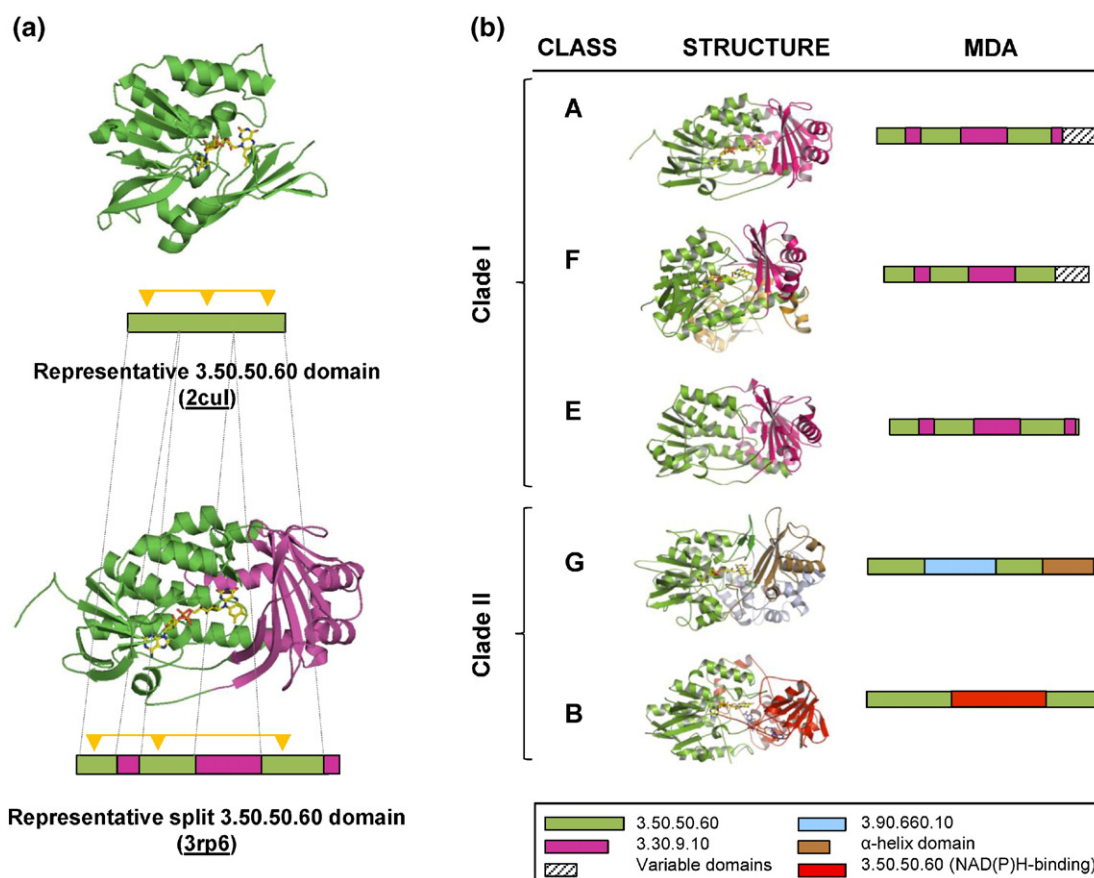 (a)
Representative 3.50.50.60 domain
(2cul)
Representative split 3.50.50.60 domain
(3rp6)
(b)
CLASS STRUCTURE MDA
Clade I
A
F
E
Clade II
G
B
3.50.50.60
3.30.9.10
Variable domains
3.90.660.10
α-helix domain
3.50.50.60 (NAD(P)H-binding)